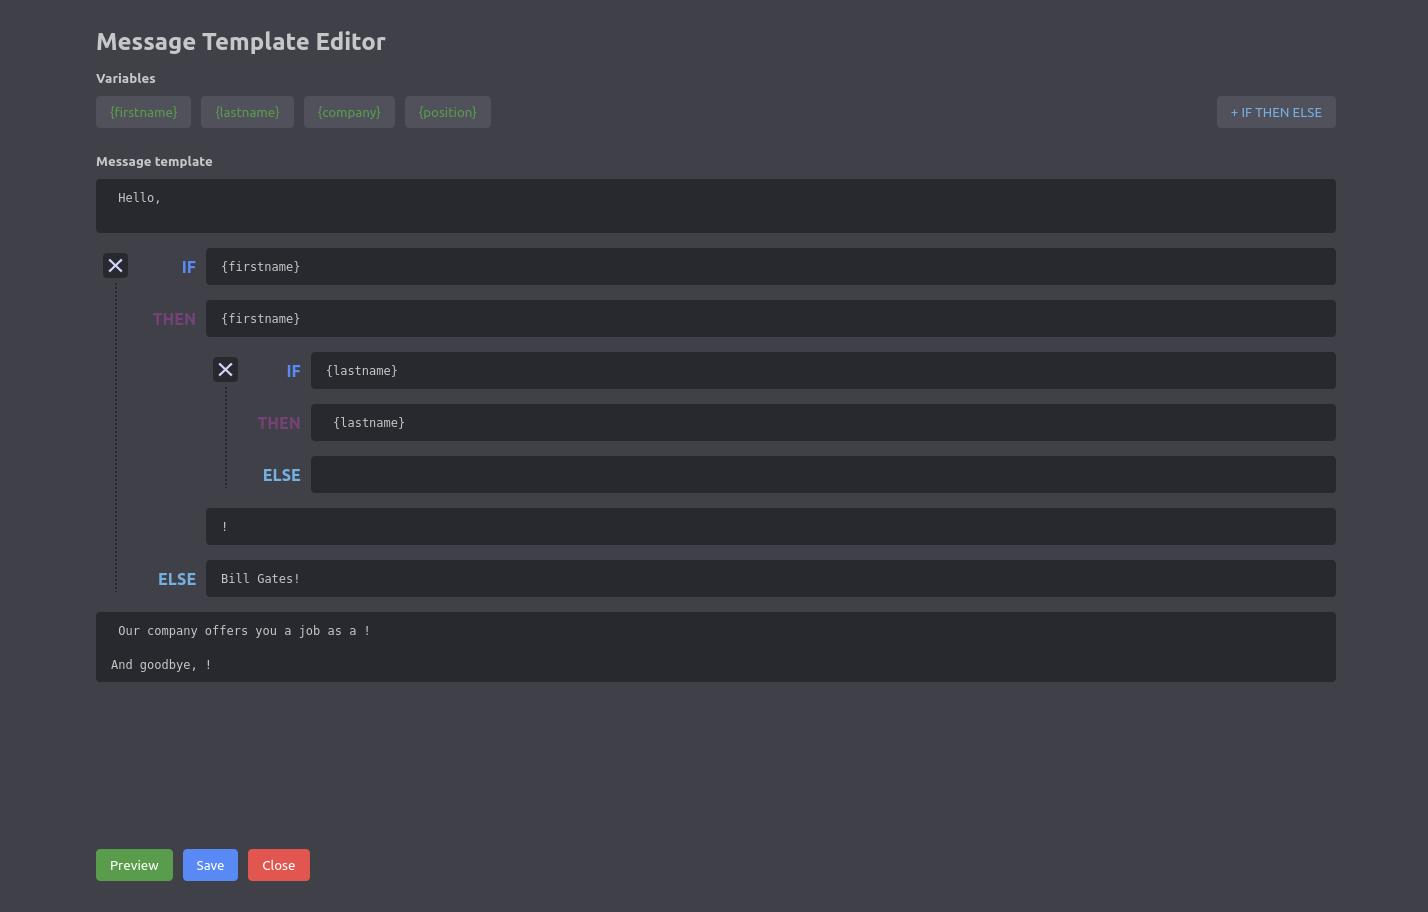 Message Template Editor
Variables
{firstname} {lastname} {company} {position} + IF THEN ELSE
Message template
Hello,
IF {firstname}
THEN {firstname}
IF {lastname}
THEN {lastname}
ELSE
!
ELSE Bill Gates!
Our company offers you a job as a !
And goodbye, !
Preview Save Close